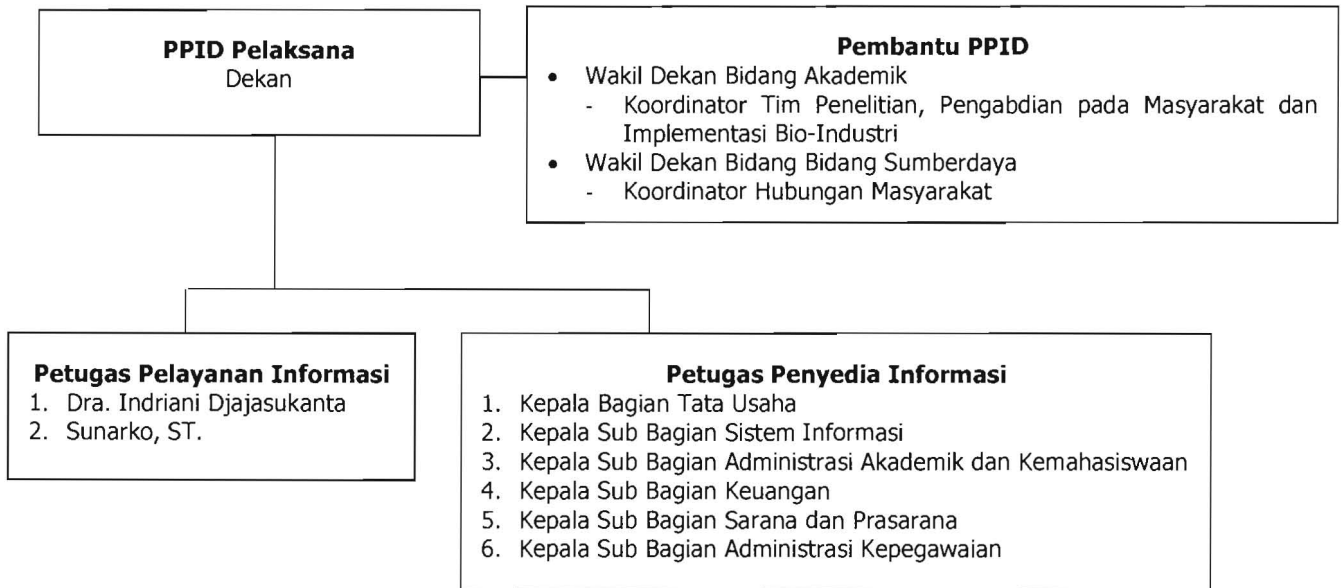 PPID Pelaksana
Dekan
Pembantu PPID
• Wakil Dekan Bidang Akademik
- Koordinator Tim Penelitian, Pengabdian pada Masyarakat dan
Implementasi Bio-Industri
• Wakil Dekan Bidang Bidang Sumberdaya
- Koordinator Hubungan Masyarakat
Petugas Pelayanan Informasi
1. Dra. Indriani Djajasukanta
2. Sunarko, ST.
Petugas Penyedia Informasi
1. Kepala Bagian Tata Usaha
2. Kepala Sub Bagian Sistem Informasi
3. Kepala Sub Bagian Administrasi Akademik dan Kemahasiswaan
4. Kepala Sub Bagian Keuangan
5. Kepala Sub Bagian Sarana dan Prasarana
6. Kepala Sub Bagian Administrasi Kepegawaian